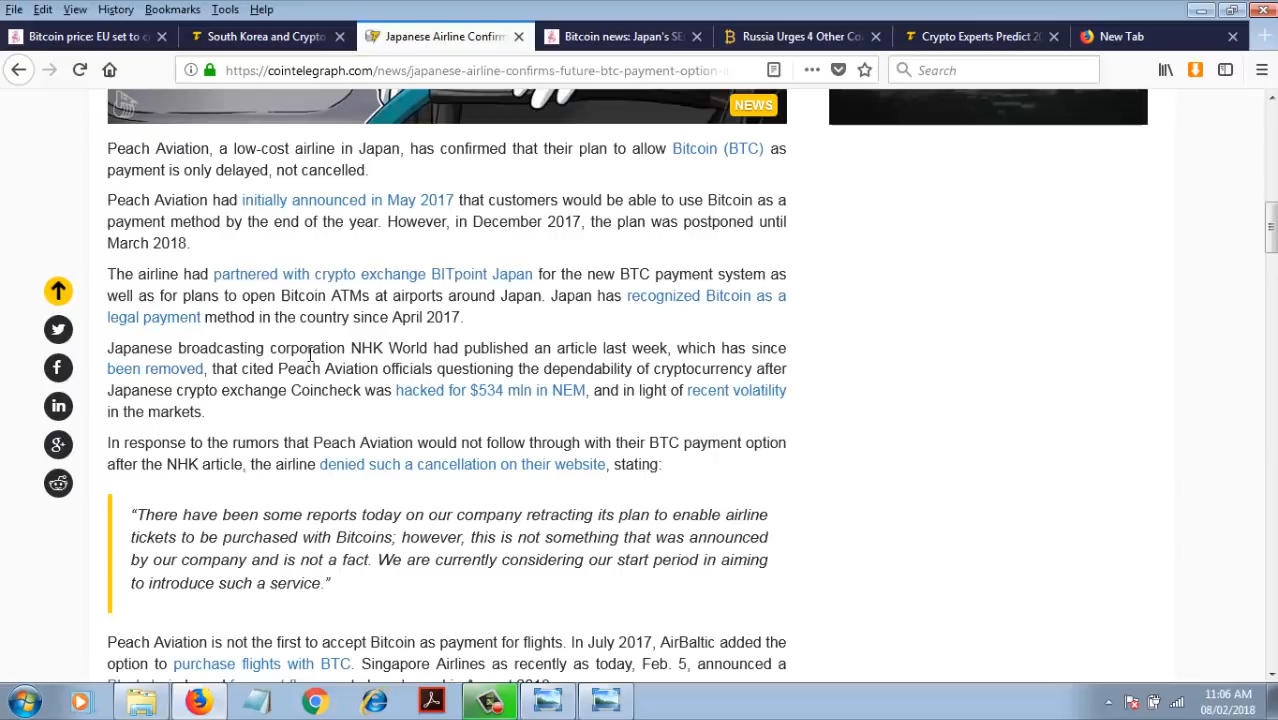 File Edit View History Bookmarks Tools Help
Bitcoin price: EU set to c
South Korea and Crypto
Japanese Airline Confirm
Bitcoin news: Japan's SE
Russia Urges 4 Other Co
Crypto Experts Predict 20
New Tab
https://cointelegraph.com/news/japanese-airline-confirms-future-btc-payment-option-
Search
NEWS
Peach Aviation, a low-cost airline in Japan, has confirmed that their plan to allow Bitcoin (BTC) as
payment is only delayed, not cancelled.
Peach Aviation had initially announced in May 2017 that customers would be able to use Bitcoin as a
payment method by the end of the year. However, in December 2017, the plan was postponed until
March 2018.
The airline had partnered with crypto exchange BITpoint Japan for the new BTC payment system as
well as for plans to open Bitcoin ATMs at airports around Japan. Japan has recognized Bitcoin as a
legal payment method in the country since April 2017.
Japanese broadcasting corporation NHK World had published an article last week, which has since
been removed, that cited Peach Aviation officials questioning the dependability of cryptocurrency after
Japanese crypto exchange Coincheck was hacked for $534 mln in NEM, and in light of recent volatility
in the markets.
In response to the rumors that Peach Aviation would not follow through with their BTC payment option
after the NHK article, the airline denied such a cancellation on their website, stating:
“There have been some reports today on our company retracting its plan to enable airline
tickets to be purchased with Bitcoins; however, this is not something that was announced
by our company and is not a fact. We are currently considering our start period in aiming
to introduce such a service.”
Peach Aviation is not the first to accept Bitcoin as payment for flights. In July 2017, AirBaltic added the
option to purchase flights with BTC. Singapore Airlines as recently as today, Feb. 5, announced a
11:06 AM
08/02/2018